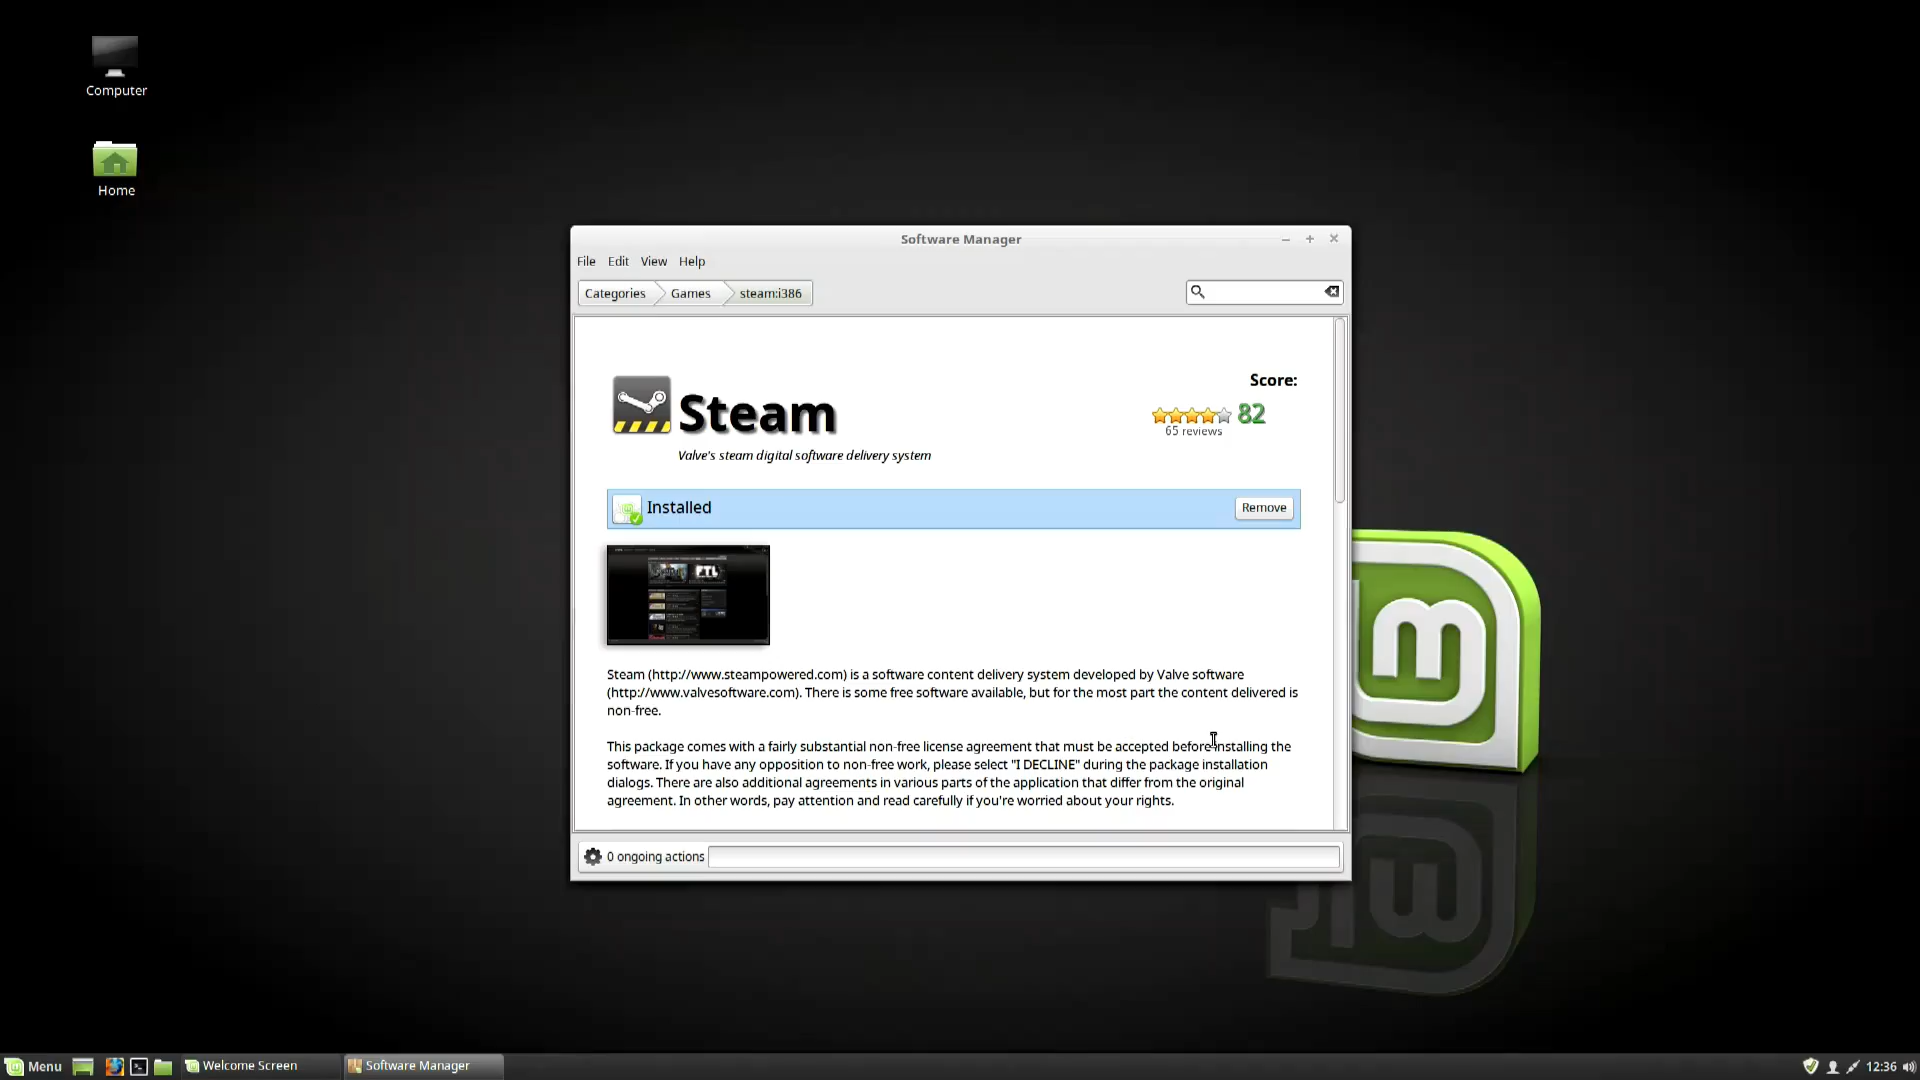 Computer
Home
Software Manager
File Edit View Help
Categories Games steam:i386
Score:
Steam
82
65 reviews
Valve's steam digital software delivery system
Installed
Remove
FTL
Steam (http://www.steampowered.com) is a software content delivery system developed by Valve software
(http://www.valvesoftware.com). There is some free software available, but for the most part the content delivered is
non-free.
This package comes with a fairly substantial non-free license agreement that must be accepted before installing the
software. If you have any opposition to non-free work, please select "I DECLINE" during the package installation
dialogs. There are also additional agreements in various parts of the application that differ from the original
agreement. In other words, pay attention and read carefully if you're worried about your rights.
0 ongoing actions
Menu Welcome Screen Software Manager 12:36